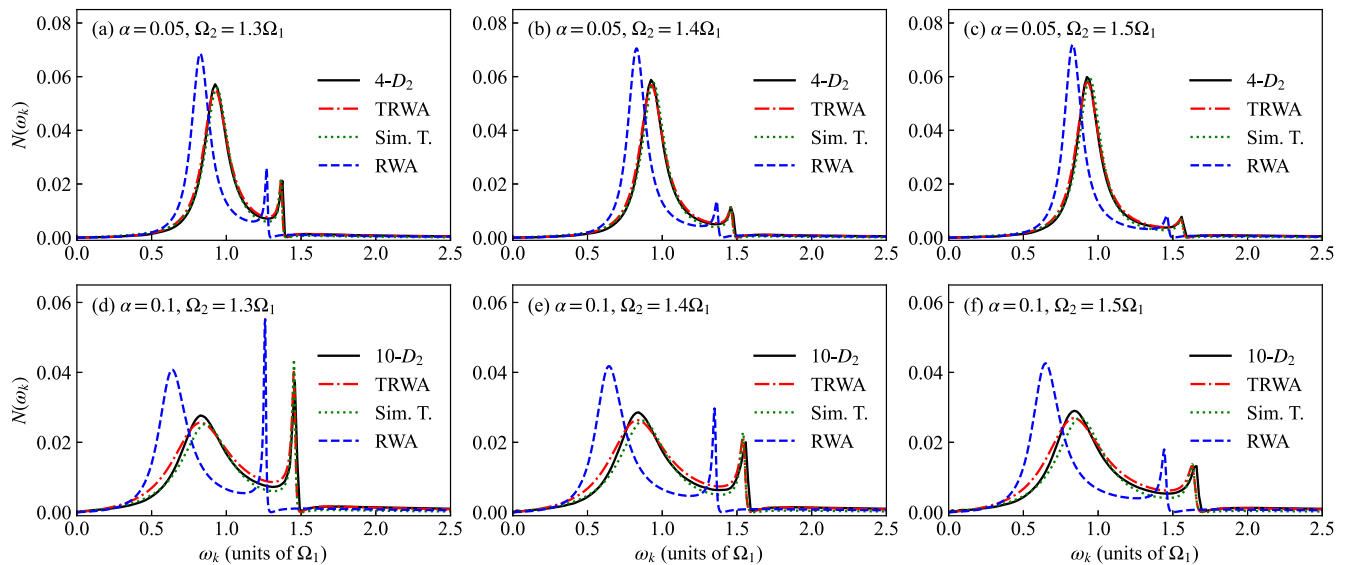 (a) α = 0.05, Ω₂ = 1.3Ω₁
4-D₂
TRWA
Sim. T.
RWA
N(ωₖ)
0.08
0.06
0.04
0.02
0.00
0.0 0.5 1.0 1.5 2.0 2.5
(b) α = 0.05, Ω₂ = 1.4Ω₁
4-D₂
TRWA
Sim. T.
RWA
0.08
0.06
0.04
0.02
0.00
0.0 0.5 1.0 1.5 2.0 2.5
(c) α = 0.05, Ω₂ = 1.5Ω₁
4-D₂
TRWA
Sim. T.
RWA
0.08
0.06
0.04
0.02
0.00
0.0 0.5 1.0 1.5 2.0 2.5
(d) α = 0.1, Ω₂ = 1.3Ω₁
10-D₂
TRWA
Sim. T.
RWA
N(ωₖ)
0.06
0.04
0.02
0.00
0.0 0.5 1.0 1.5 2.0 2.5
ωₖ (units of Ω₁)
(e) α = 0.1, Ω₂ = 1.4Ω₁
10-D₂
TRWA
Sim. T.
RWA
0.06
0.04
0.02
0.00
0.0 0.5 1.0 1.5 2.0 2.5
ωₖ (units of Ω₁)
(f) α = 0.1, Ω₂ = 1.5Ω₁
10-D₂
TRWA
Sim. T.
RWA
0.06
0.04
0.02
0.00
0.0 0.5 1.0 1.5 2.0 2.5
ωₖ (units of Ω₁)